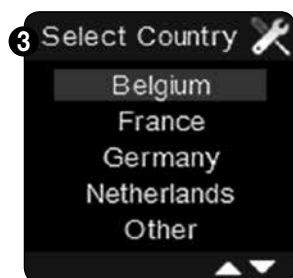 3 Select Country
Belgium
France
Germany
Netherlands
Other